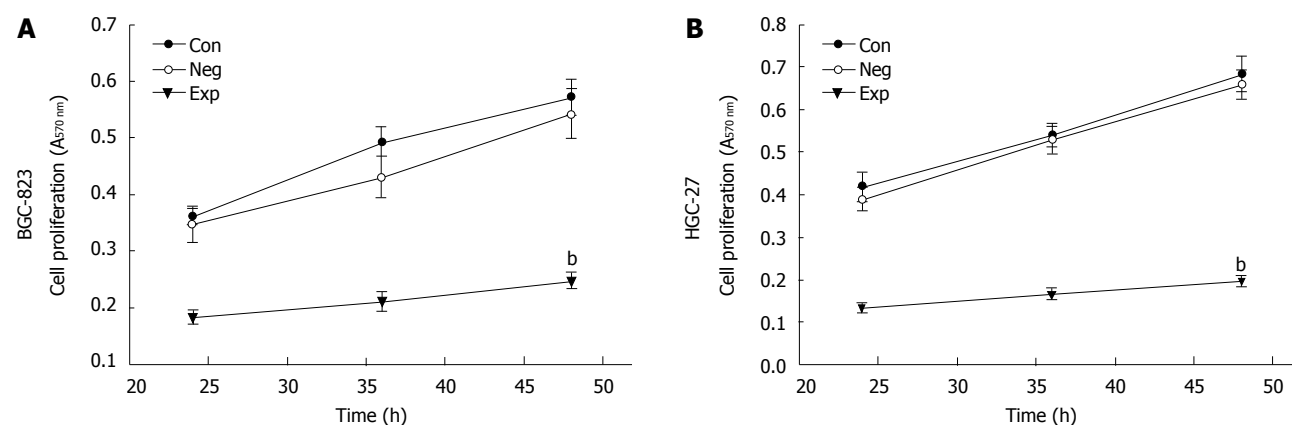 A
BGC-823
Cell proliferation (A570 nm)
0.7
0.6
0.5
0.4
0.3
0.2
0.1
Con
Neg
Exp
b
20 25 30 35 40 45 50
Time (h)
B
HGC-27
Cell proliferation (A570 nm)
0.8
0.7
0.6
0.5
0.4
0.3
0.2
0.1
0.0
Con
Neg
Exp
b
20 25 30 35 40 45 50
Time (h)